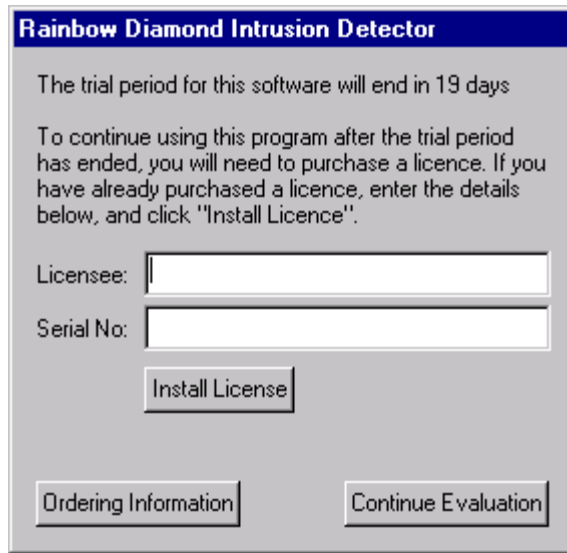 Rainbow Diamond Intrusion Detector
The trial period for this software will end in 19 days
To continue using this program after the trial period
has ended, you will need to purchase a licence. If you
have already purchased a licence, enter the details
below, and click "Install Licence".
Licensee:
Serial No:
Install License
Ordering Information
Continue Evaluation